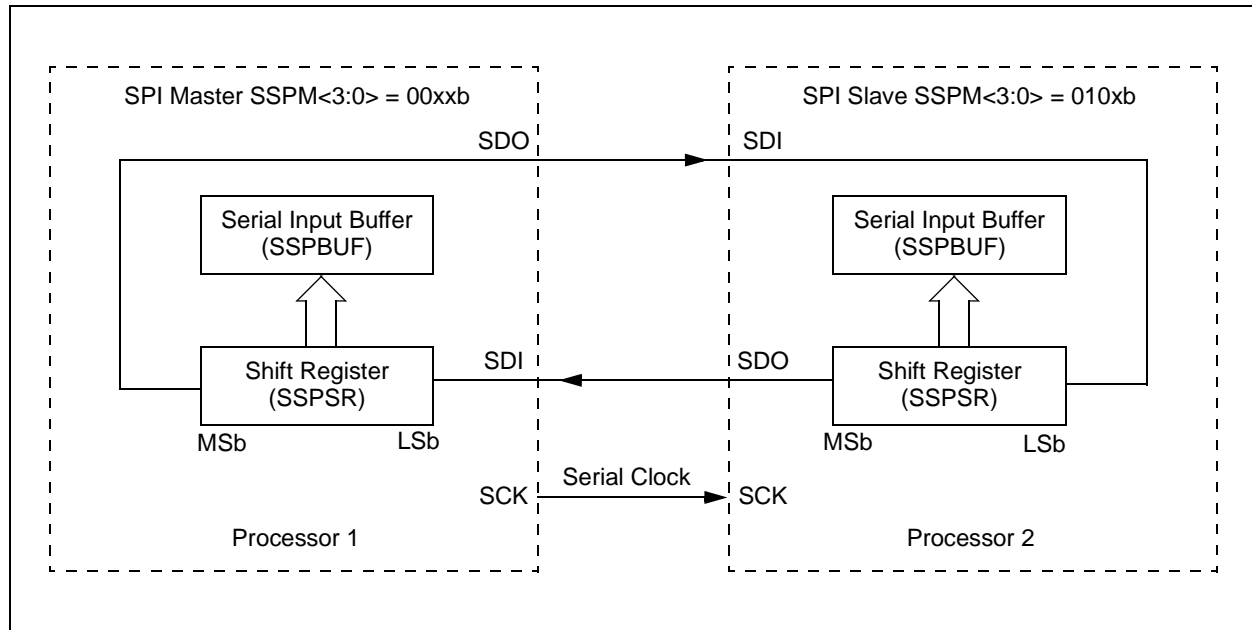 SPI Master SSPM<3:0> = 00xxb
SDO
Serial Input Buffer
(SSPBUF)
SDI
Shift Register
(SSPSR)
MSb
LSb
SCK
Processor 1
Serial Clock
SPI Slave SSPM<3:0> = 010xb
SDI
Serial Input Buffer
(SSPBUF)
SDO
Shift Register
(SSPSR)
MSb
LSb
SCK
Processor 2